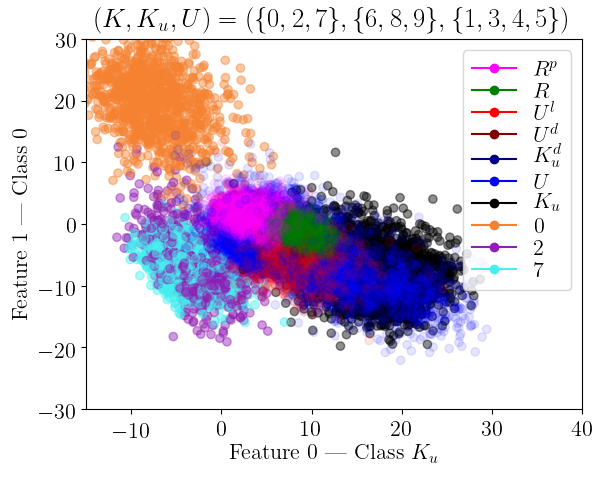 (K, K_u, U) = ({0, 2, 7}, {6, 8, 9}, {1, 3, 4, 5})
30
20
10
0
−10
−20
−30
Feature 1 — Class 0
R^p
R
U^l
U^d
K_u^d
U
K_u
0
2
7
−10
0
10
20
30
40
Feature 0 — Class K_u